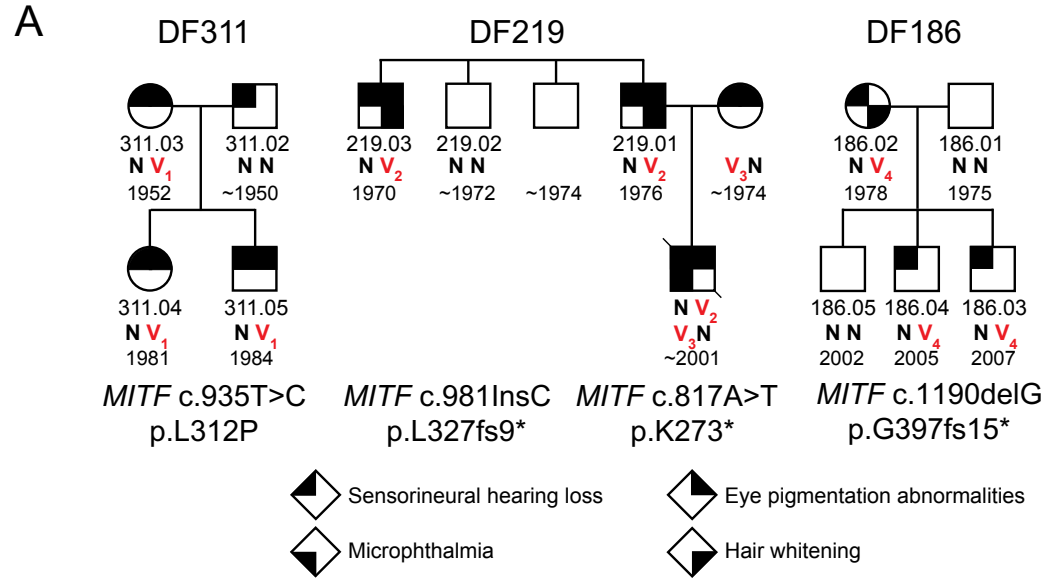 A
DF311 DF219 DF186
311.03 311.02 219.03 219.02 219.01 186.02 186.01
N V1 N N N V2 N N N V2 V3N N V4 N N
1952 ~1950 1970 ~1972 ~1974 1976 ~1974 1978 1975
311.04 311.05 N V2 186.05 186.04 186.03
N V1 N V1 V3N N N N V4 N V4
1981 1984 ~2001 2002 2005 2007
MITF c.935T>C MITF c.981InsC MITF c.817A>T MITF c.1190delG
p.L312P p.L327fs9* p.K273* p.G397fs15*
Sensorineural hearing loss Eye pigmentation abnormalities
Microphthalmia Hair whitening